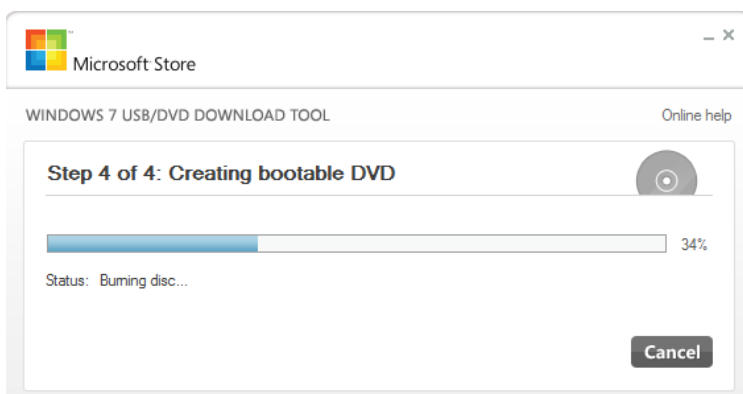 Microsoft Store
WINDOWS 7 USB/DVD DOWNLOAD TOOL Online help
Step 4 of 4: Creating bootable DVD
34%
Status: Burning disc...
Cancel